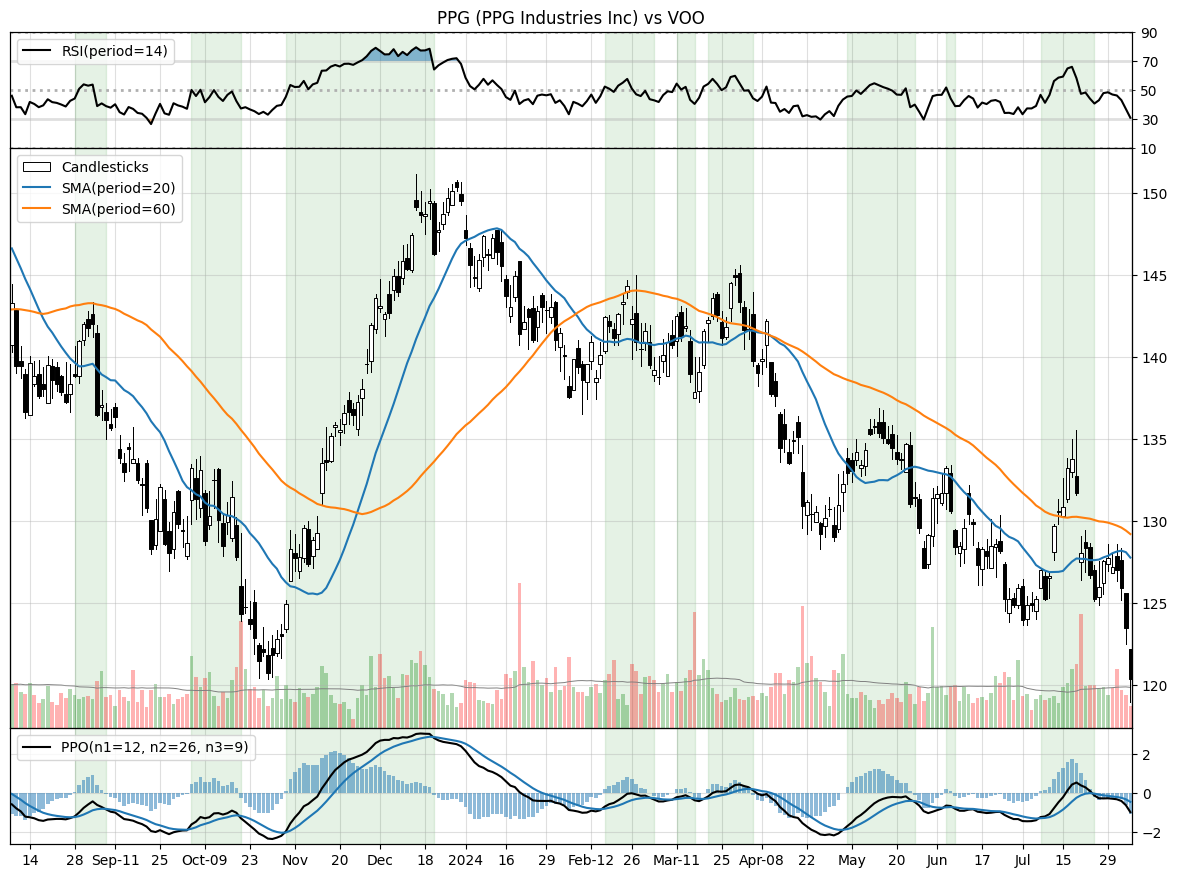 PPG (PPG Industries Inc) vs VOO
RSI(period=14)
90
70
50
30
10
Candlesticks
SMA(period=20)
SMA(period=60)
150
145
140
135
130
125
120
PPO(n1=12, n2=26, n3=9)
2
0
−2
14 28 Sep-11 25 Oct-09 23 Nov 20 Dec 18 2024 16 29 Feb-12 26 Mar-11 25 Apr-08 22 May 20 Jun 17 Jul 15 29